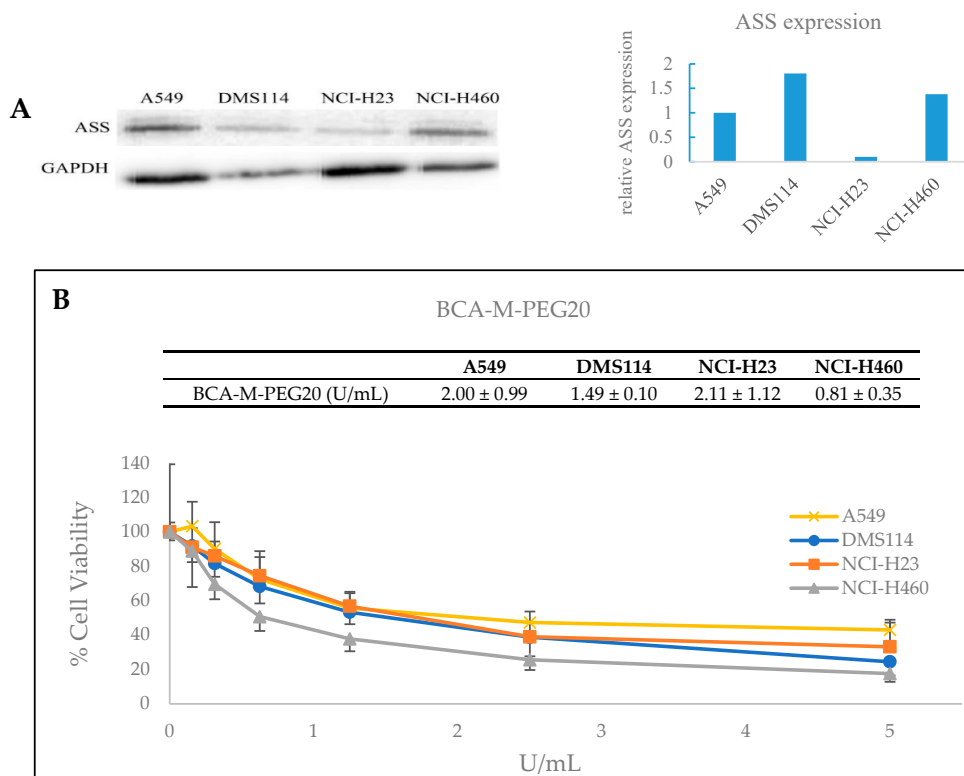 A
A549 DMS114 NCI-H23 NCI-H460
ASS
GAPDH
ASS expression
relative ASS expression
2
1.5
1
0.5
0
A549
DMS114
NCI-H23
NCI-H460
B
BCA-M-PEG20
A549 DMS114 NCI-H23 NCI-H460
BCA-M-PEG20 (U/mL) 2.00 ± 0.99 1.49 ± 0.10 2.11 ± 1.12 0.81 ± 0.35
% Cell Viability
140
120
100
80
60
40
20
0
A549
DMS114
NCI-H23
NCI-H460
0 1 2 3 4 5
U/mL